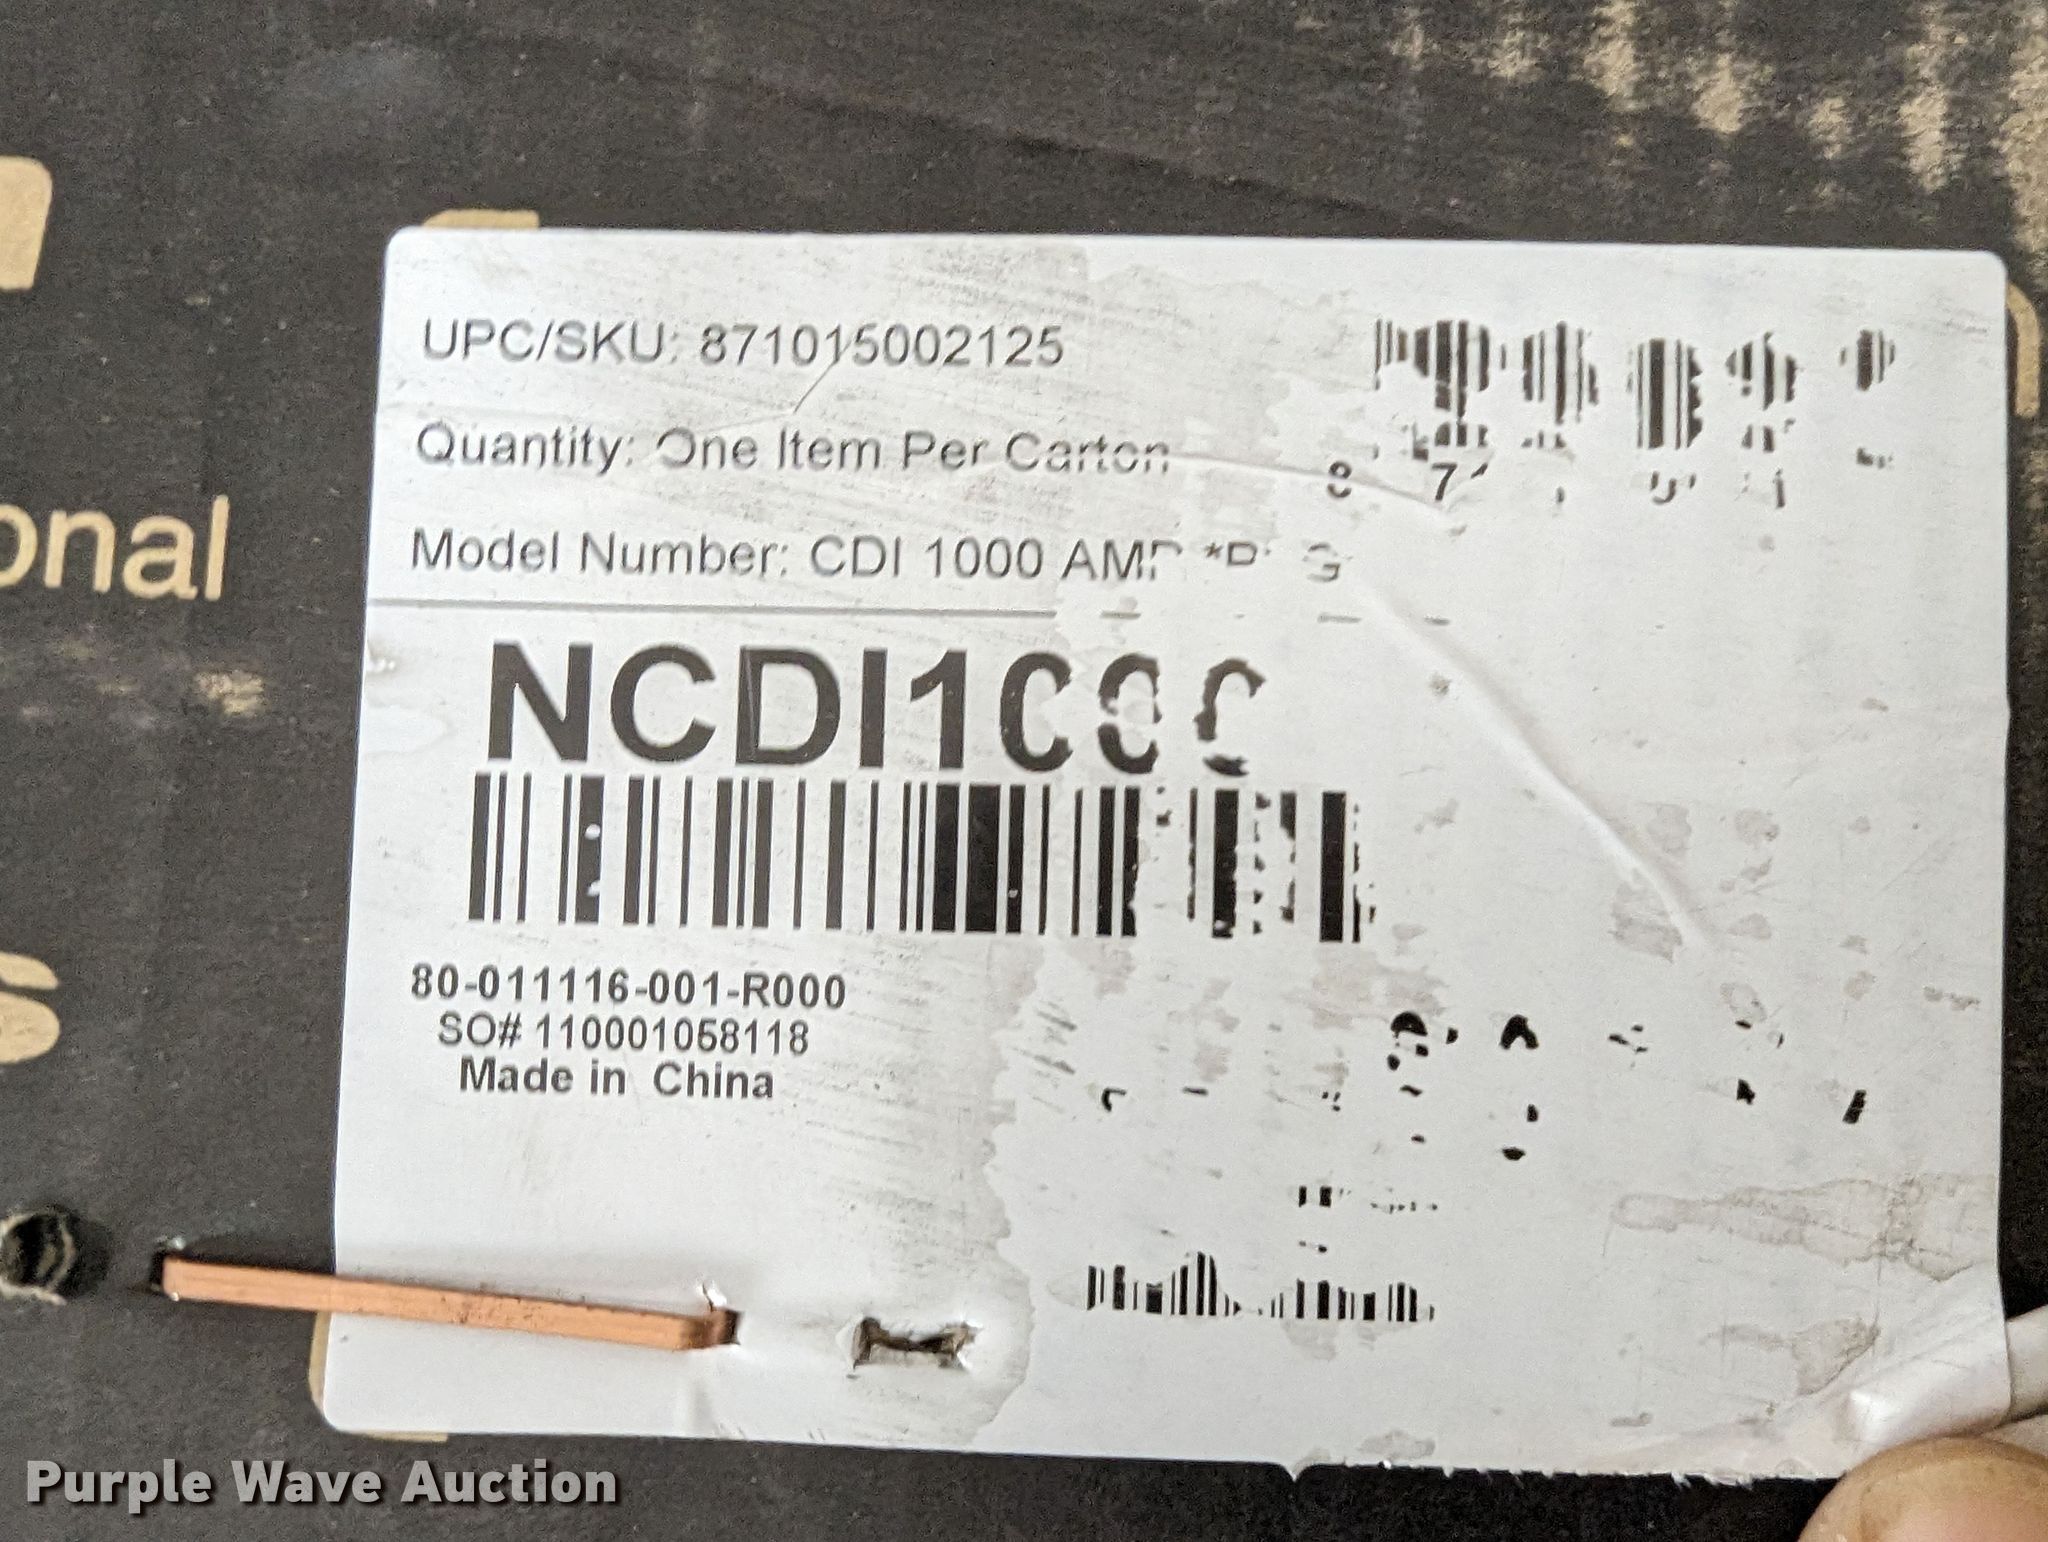 onal
s
UPC/SKU: 871015002125
Quantity: One Item Per Carton
Model Number: CDI 1000 AMP
NCDI1000
80-011116-001-R000
SO# 110001058118
Made in China
Purple Wave Auction